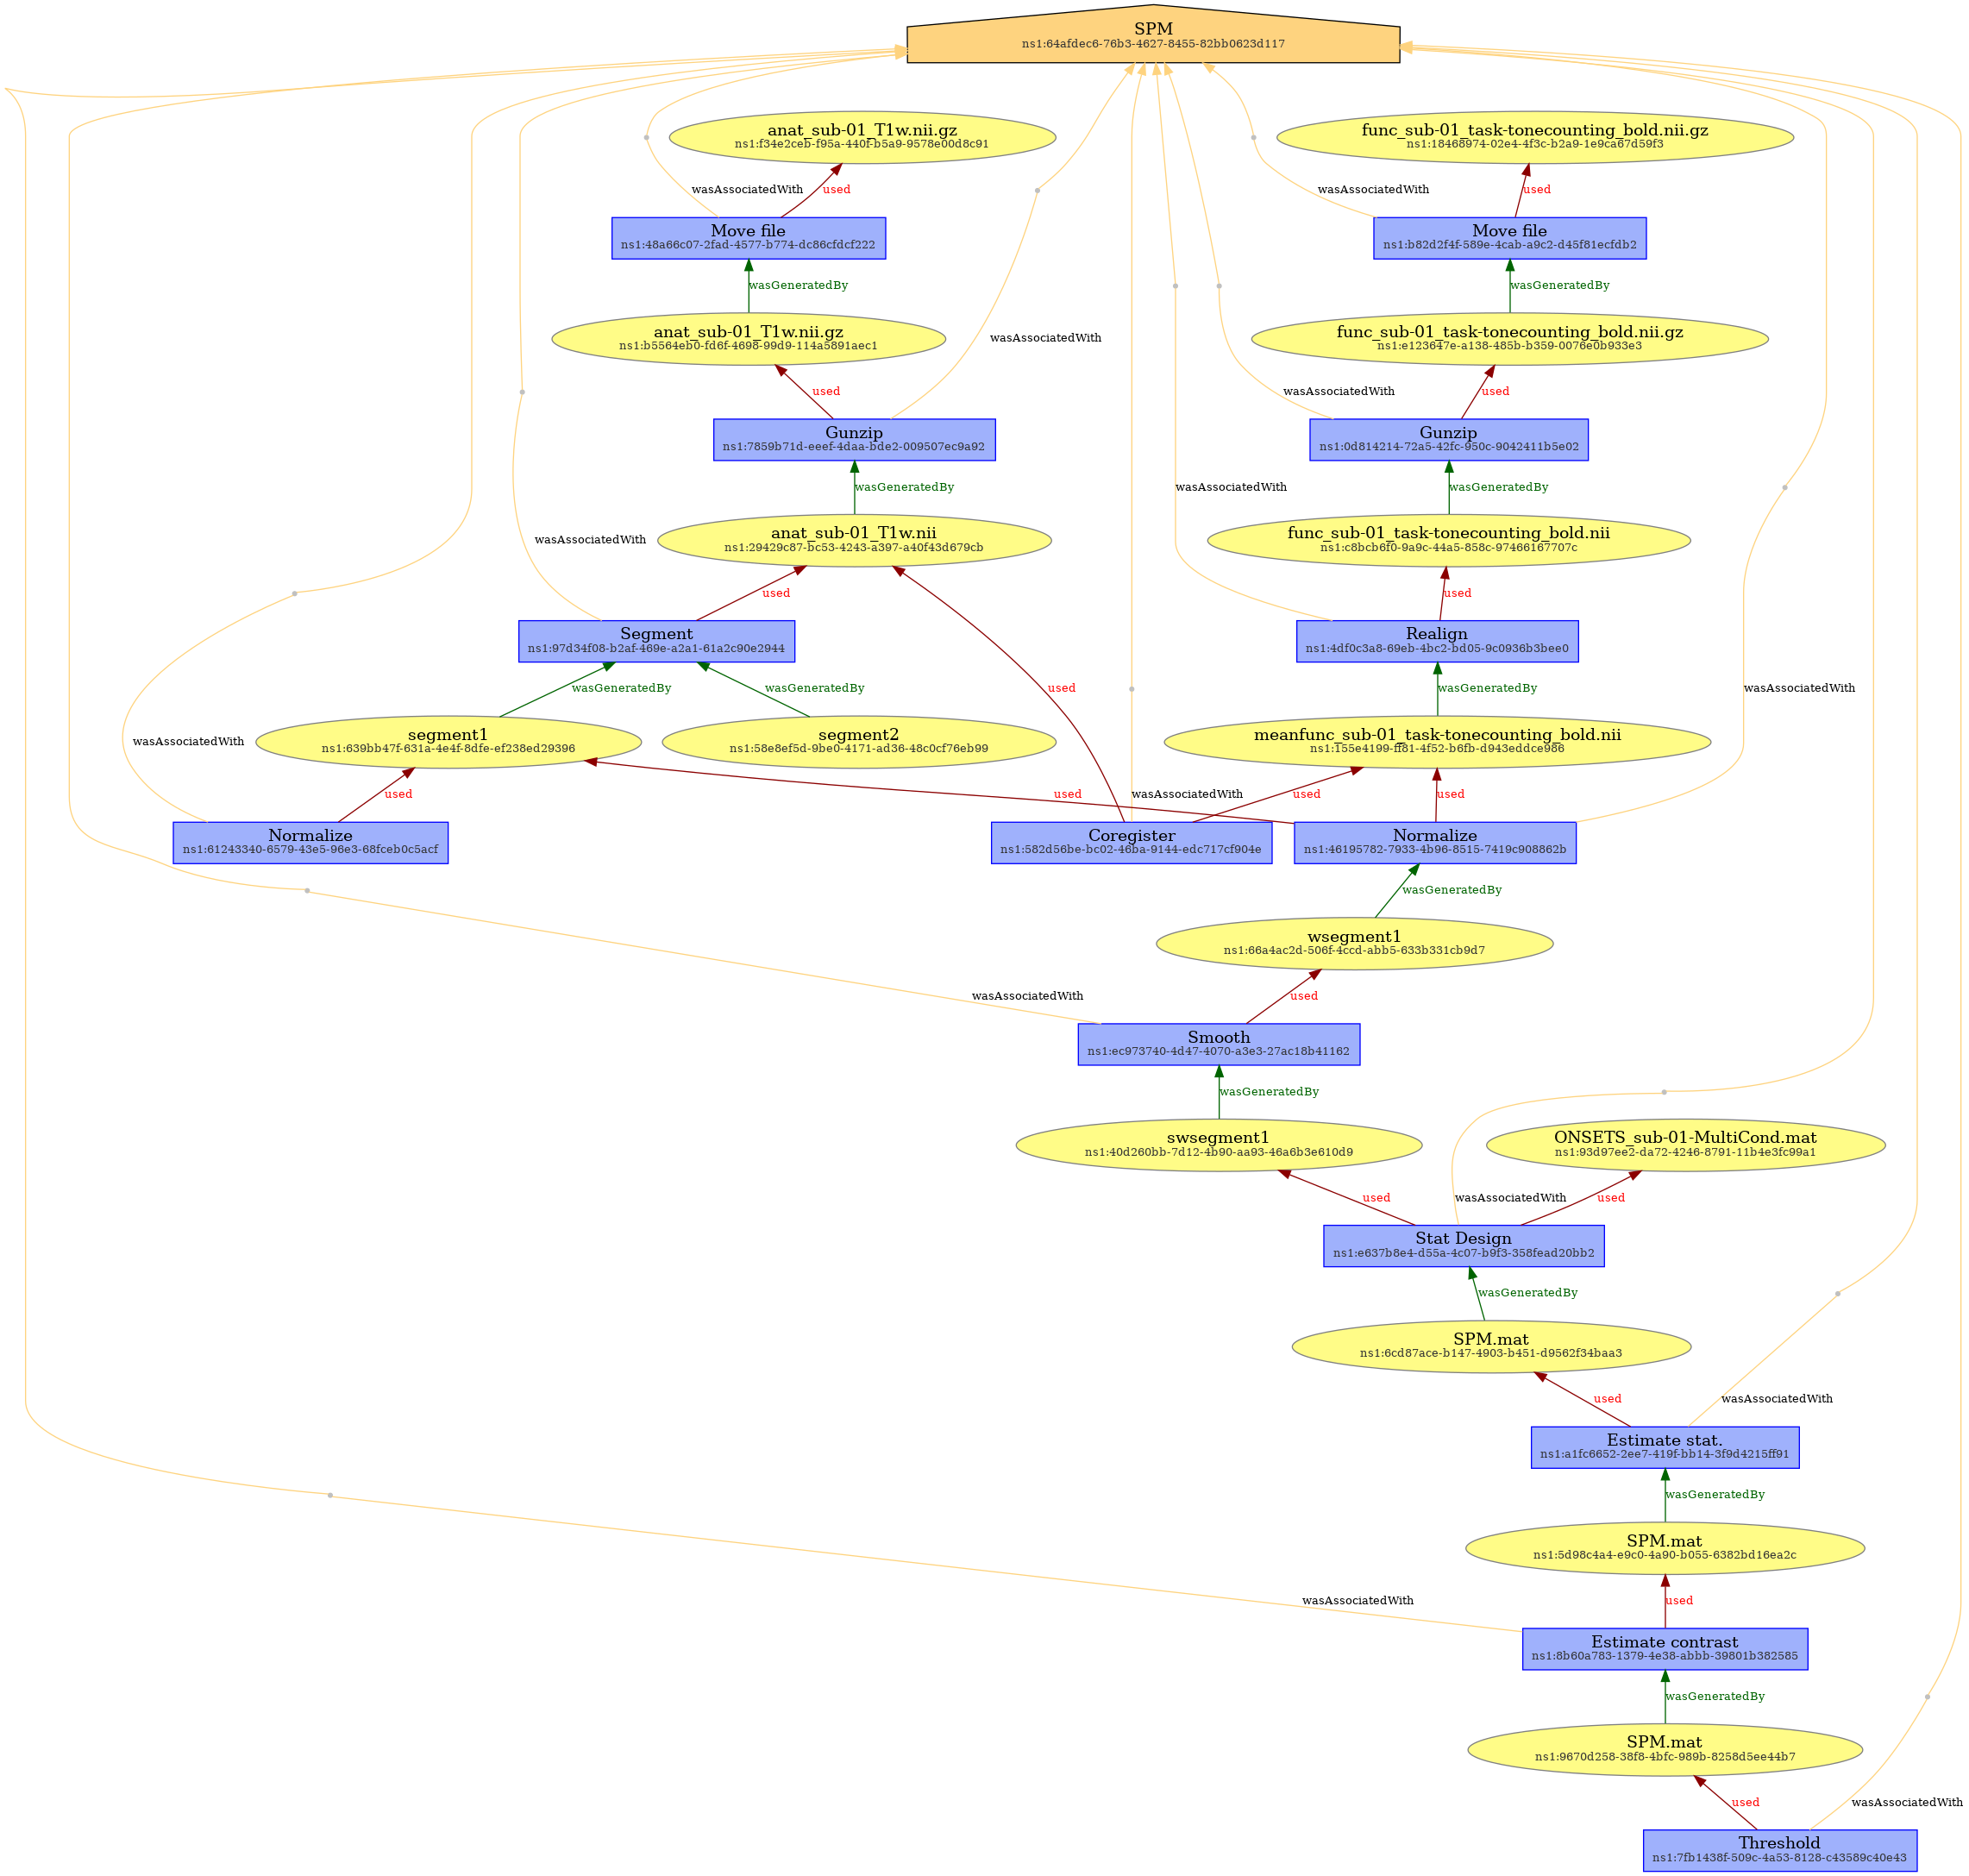 SPM
ns1:64afdec6-76b3-4627-8455-82bb0623d117
anat_sub-01_T1w.nii.gz
ns1:f34e2ceb-f95a-440f-b5a9-9578e00d8c91
func_sub-01_task-tonecounting_bold.nii.gz
ns1:18468974-02e4-4f3c-b2a9-1e9ca67d59f3
wasAssociatedWith
used
wasAssociatedWith
used
Move file
ns1:48a66c07-2fad-4577-b774-dc86cfdcf222
Move file
ns1:b82d2f4f-589e-4cab-a9c2-d45f81ecfdb2
wasGeneratedBy
wasGeneratedBy
anat_sub-01_T1w.nii.gz
ns1:b5564eb0-fd6f-4698-99d9-114a5891aec1
wasAssociatedWith
func_sub-01_task-tonecounting_bold.nii.gz
ns1:e123647e-a138-485b-b359-0076e0b933e3
used
wasAssociatedWith
used
Gunzip
ns1:7859b71d-eeef-4daa-bde2-009507ec9a92
Gunzip
ns1:0d814214-72a5-42fc-950c-9042411b5e02
wasGeneratedBy
wasAssociatedWith
wasGeneratedBy
wasAssociatedWith
anat_sub-01_T1w.nii
ns1:29429c87-bc53-4243-a397-a40f43d679cb
func_sub-01_task-tonecounting_bold.nii
ns1:c8bcb6f0-9a9c-44a5-858c-97466167707c
used
used
Segment
ns1:97d34f08-b2af-469e-a2a1-61a2c90e2944
Realign
ns1:4df0c3a8-69eb-4bc2-bd05-9c0936b3bee0
wasGeneratedBy
wasGeneratedBy
used
wasGeneratedBy
wasAssociatedWith
wasAssociatedWith
segment1
ns1:639bb47f-631a-4e4f-8dfe-ef238ed29396
segment2
ns1:58e8ef5d-9be0-4171-ad36-48c0cf76eb99
meanfunc_sub-01_task-tonecounting_bold.nii
ns1:155e4199-ff81-4f52-b6fb-d943eddce986
used
used
wasAssociatedWith
used
used
Normalize
ns1:61243340-6579-43e5-96e3-68fceb0c5acf
Coregister
ns1:582d56be-bc02-46ba-9144-edc717cf904e
Normalize
ns1:46195782-7933-4b96-8515-7419c908862b
wasGeneratedBy
wsegment1
ns1:66a4ac2d-506f-4ccd-abb5-633b331cb9d7
wasAssociatedWith
used
Smooth
ns1:ec973740-4d47-4070-a3e3-27ac18b41162
wasGeneratedBy
swsegment1
ns1:40d260bb-7d12-4b90-aa93-46a6b3e610d9
ONSETS_sub-01-MultiCond.mat
ns1:93d97ee2-da72-4246-8791-11b4e3fc99a1
used
wasAssociatedWith
used
Stat Design
ns1:e637b8e4-d55a-4c07-b9f3-358fead20bb2
wasGeneratedBy
SPM.mat
ns1:6cd87ace-b147-4903-b451-d9562f34baa3
used
wasAssociatedWith
Estimate stat.
ns1:a1fc6652-2ee7-419f-bb14-3f9d4215ff91
wasGeneratedBy
SPM.mat
ns1:5d98c4a4-e9c0-4a90-b055-6382bd16ea2c
wasAssociatedWith
used
Estimate contrast
ns1:8b60a783-1379-4e38-abbb-39801b382585
wasGeneratedBy
SPM.mat
ns1:9670d258-38f8-4bfc-989b-8258d5ee44b7
used
wasAssociatedWith
Threshold
ns1:7fb1438f-509c-4a53-8128-c43589c40e43